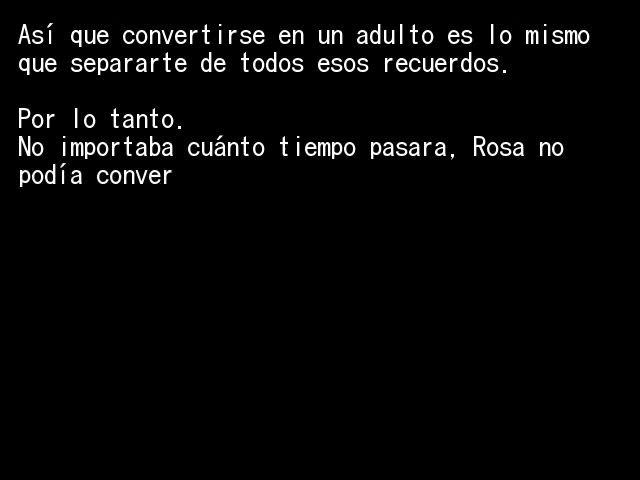 Así que convertirse en un adulto es lo mismo
que separarte de todos esos recuerdos.
Por lo tanto.
No importaba cuánto tiempo pasara, Rosa no
podía conver